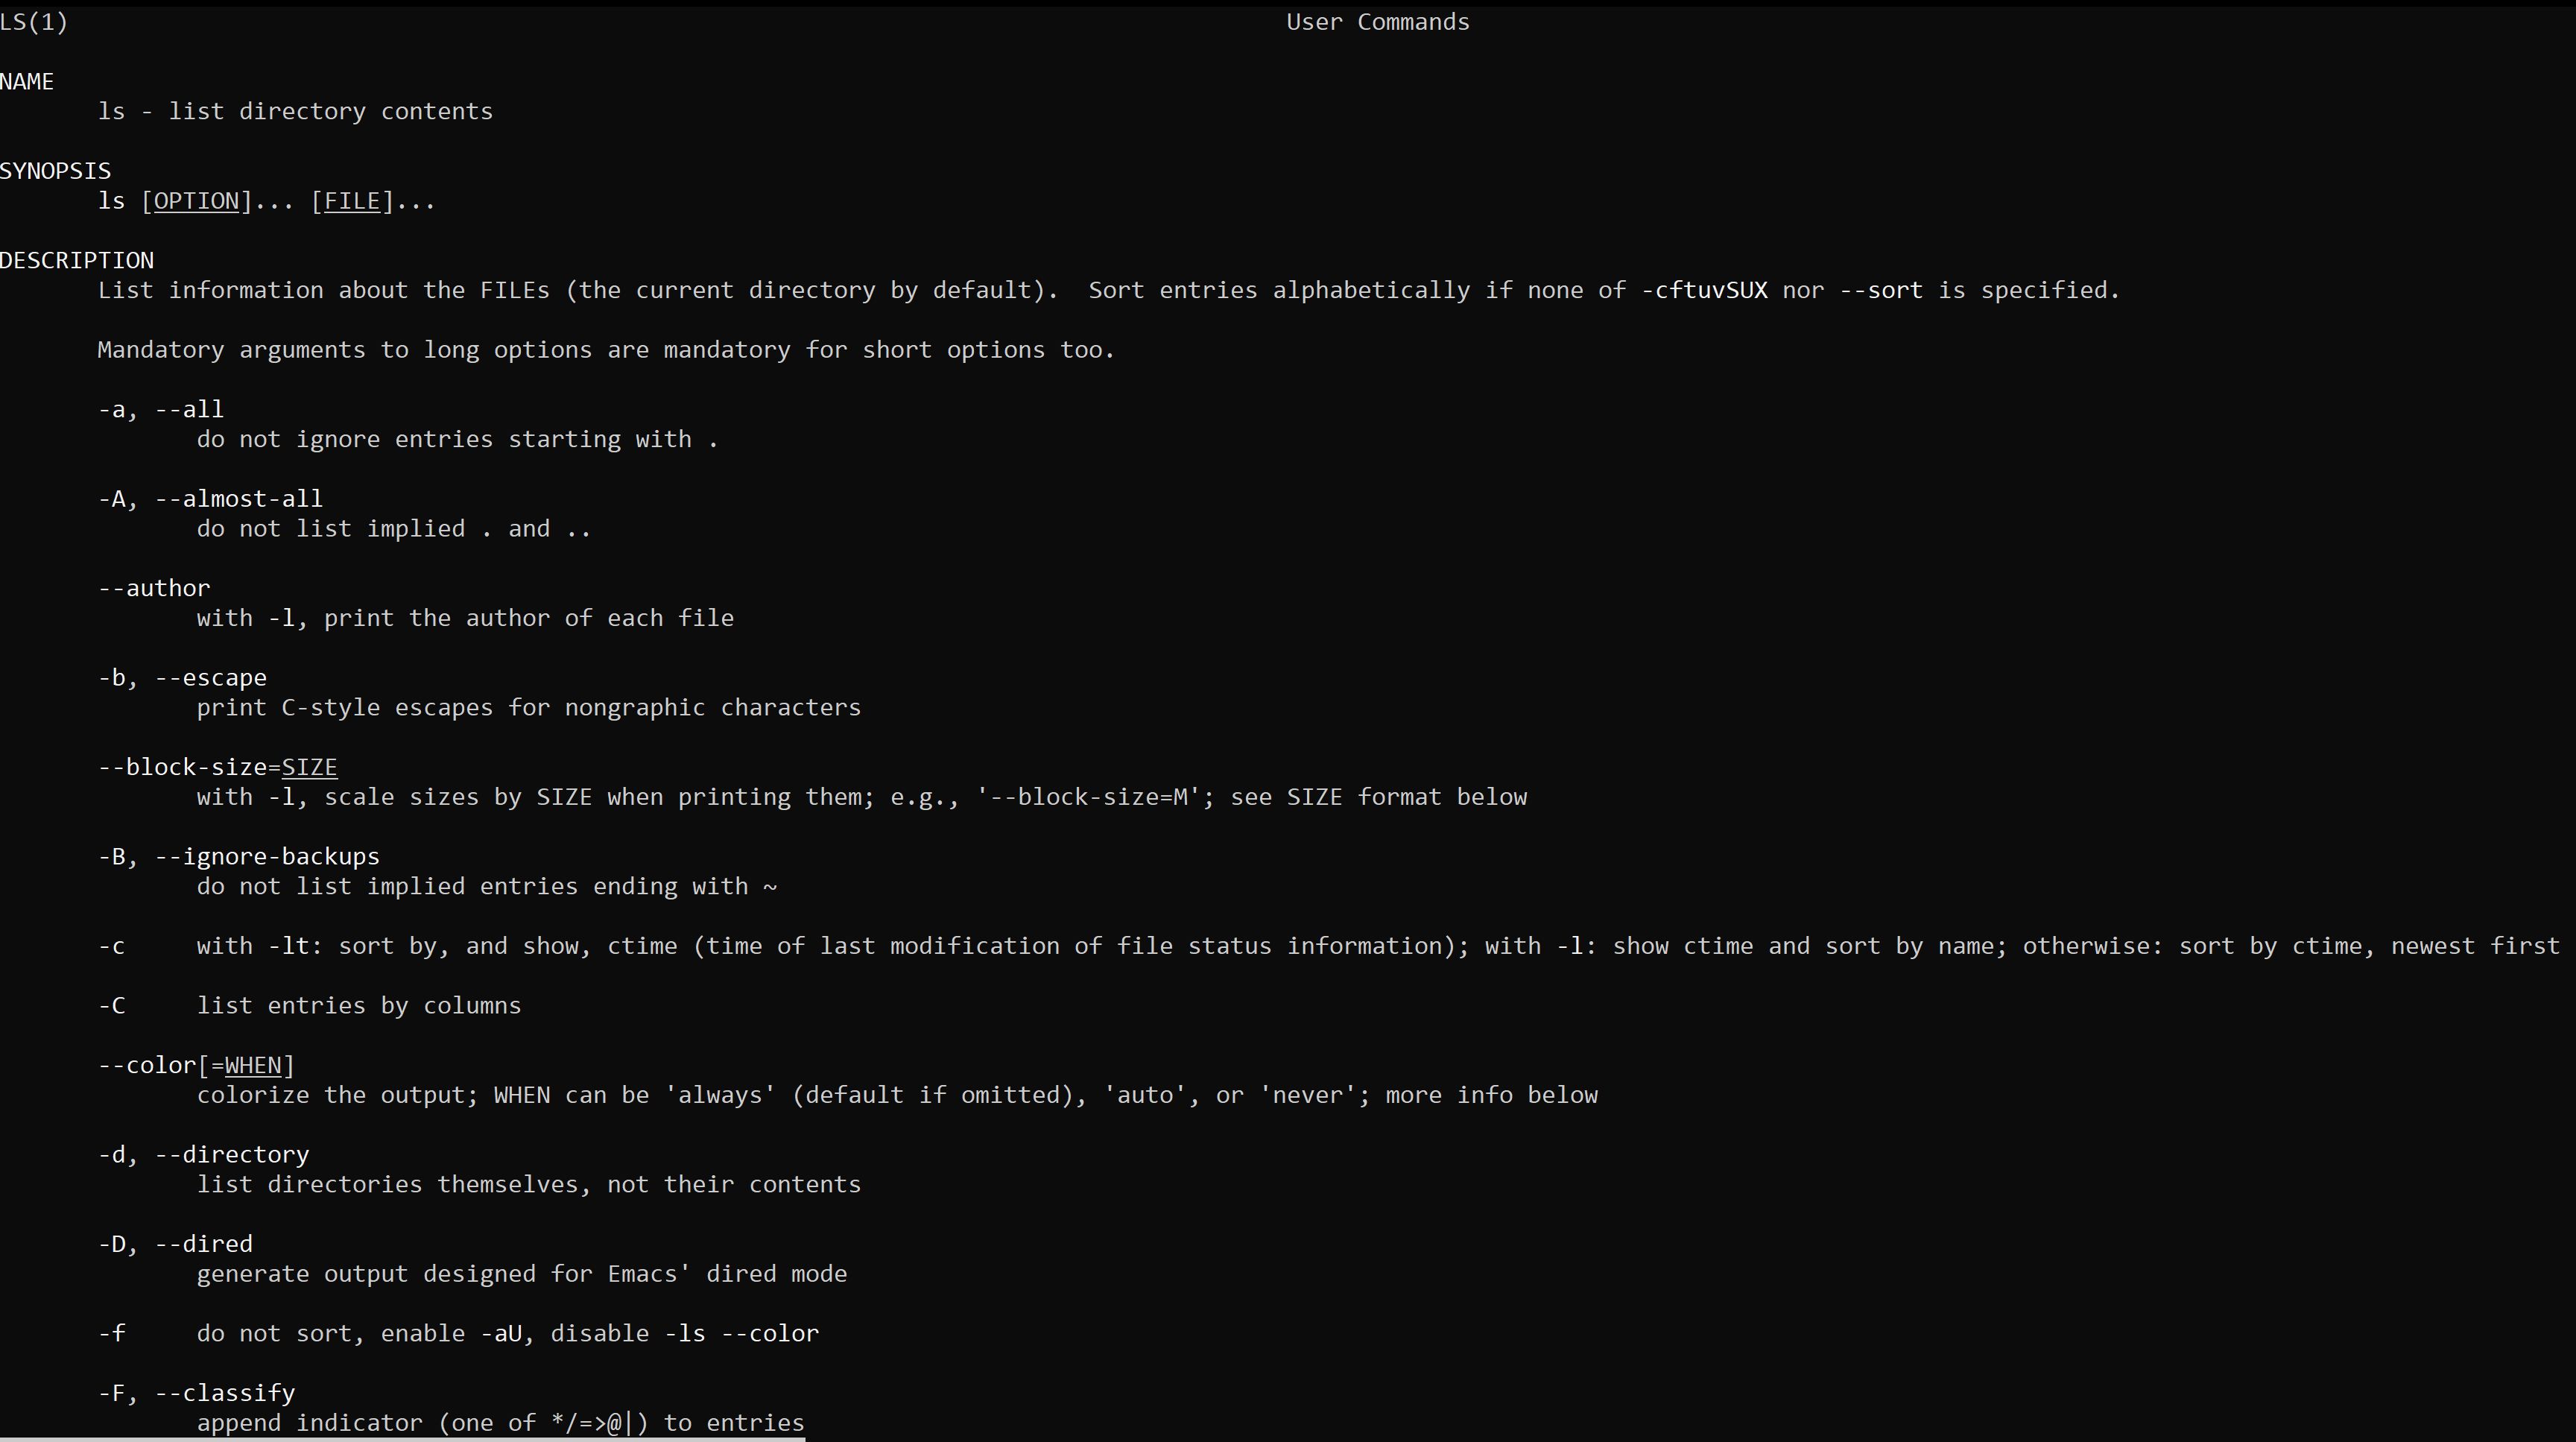 LS(1) User Commands
NAME
ls - list directory contents
SYNOPSIS
ls [OPTION]... [FILE]...
DESCRIPTION
List information about the FILEs (the current directory by default).  Sort entries alphabetically if none of -cftuvSUX nor --sort is specified.
Mandatory arguments to long options are mandatory for short options too.
-a, --all
do not ignore entries starting with .
-A, --almost-all
do not list implied . and ..
--author
with -l, print the author of each file
-b, --escape
print C-style escapes for nongraphic characters
--block-size=SIZE
with -l, scale sizes by SIZE when printing them; e.g., '--block-size=M'; see SIZE format below
-B, --ignore-backups
do not list implied entries ending with ~
-c with -lt: sort by, and show, ctime (time of last modification of file status information); with -l: show ctime and sort by name; otherwise: sort by ctime, newest first
-C list entries by columns
--color[=WHEN]
colorize the output; WHEN can be 'always' (default if omitted), 'auto', or 'never'; more info below
-d, --directory
list directories themselves, not their contents
-D, --dired
generate output designed for Emacs' dired mode
-f do not sort, enable -aU, disable -ls --color
-F, --classify
append indicator (one of */=>@|) to entries